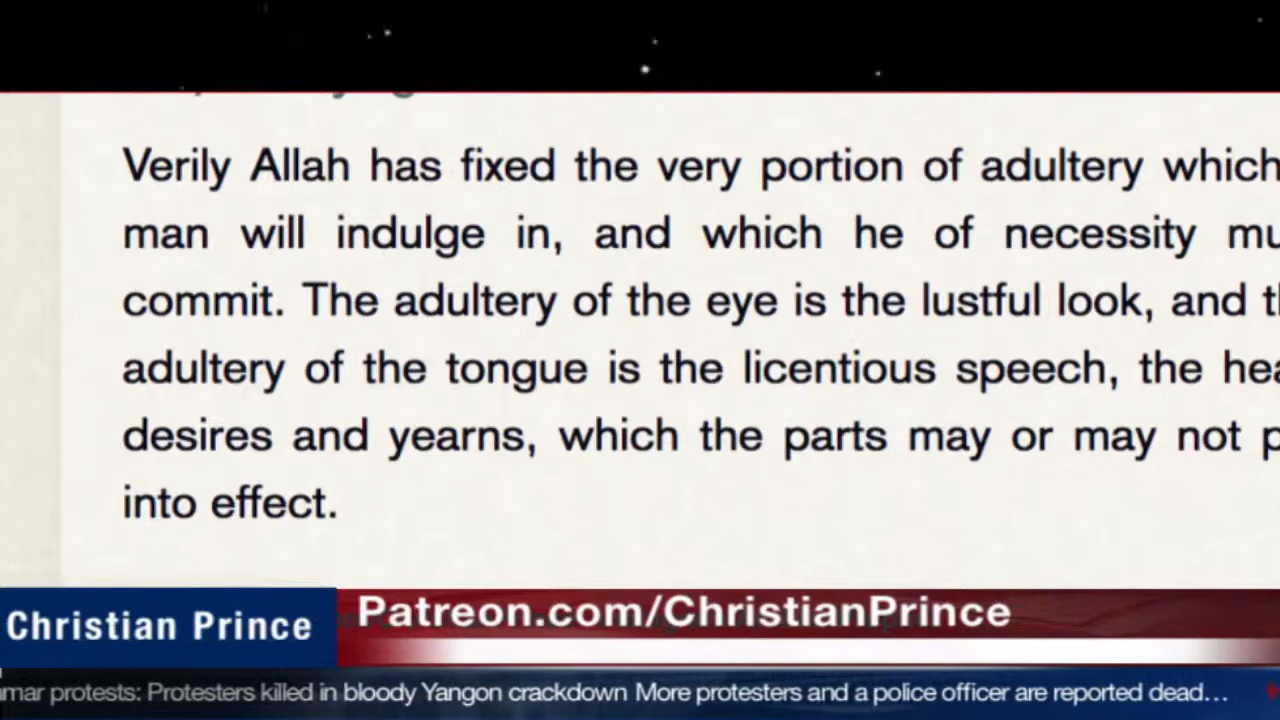 Verily Allah has fixed the very portion of adultery which
man will indulge in, and which he of necessity
commit. The adultery of the eye is the lustful look, and
adultery of the tongue is the licentious speech, the
desires and yearns, which the parts may or may not
into effect.
Christian Prince
Patreon.com/ChristianPrince
protests: Protesters killed in bloody Yangon crackdown More protesters and a police officer are reported dead…